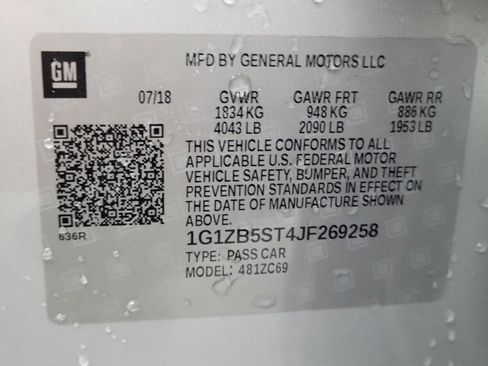 GM
MFD BY GENERAL MOTORS LLC
07/18 GVWR GAWR FRT GAWR RR
1834 KG 948 KG 886 KG
4043 LB 2090 LB 1953 LB
THIS VEHICLE CONFORMS TO ALL
APPLICABLE U.S. FEDERAL MOTOR
VEHICLE SAFETY, BUMPER, AND THEFT
PREVENTION STANDARDS IN EFFECT ON
THE DATE OF MANUFACTURE SHOWN
ABOVE.
636R
1G1ZB5ST4JF269258
TYPE: PASS CAR
MODEL: 481ZC69